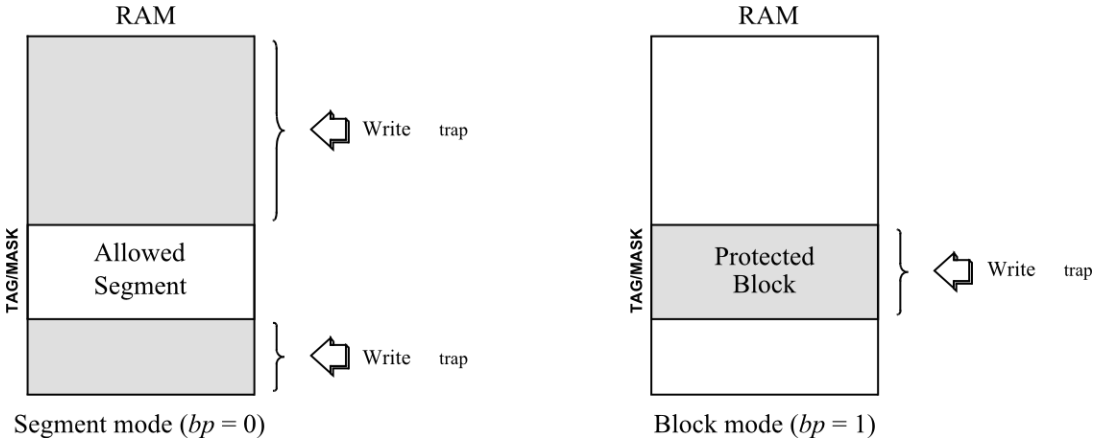 RAM
Write trap
TAG/MASK
Allowed
Segment
Write trap
Segment mode (bp = 0)
RAM
TAG/MASK
Protected
Block
Write trap
Block mode (bp = 1)